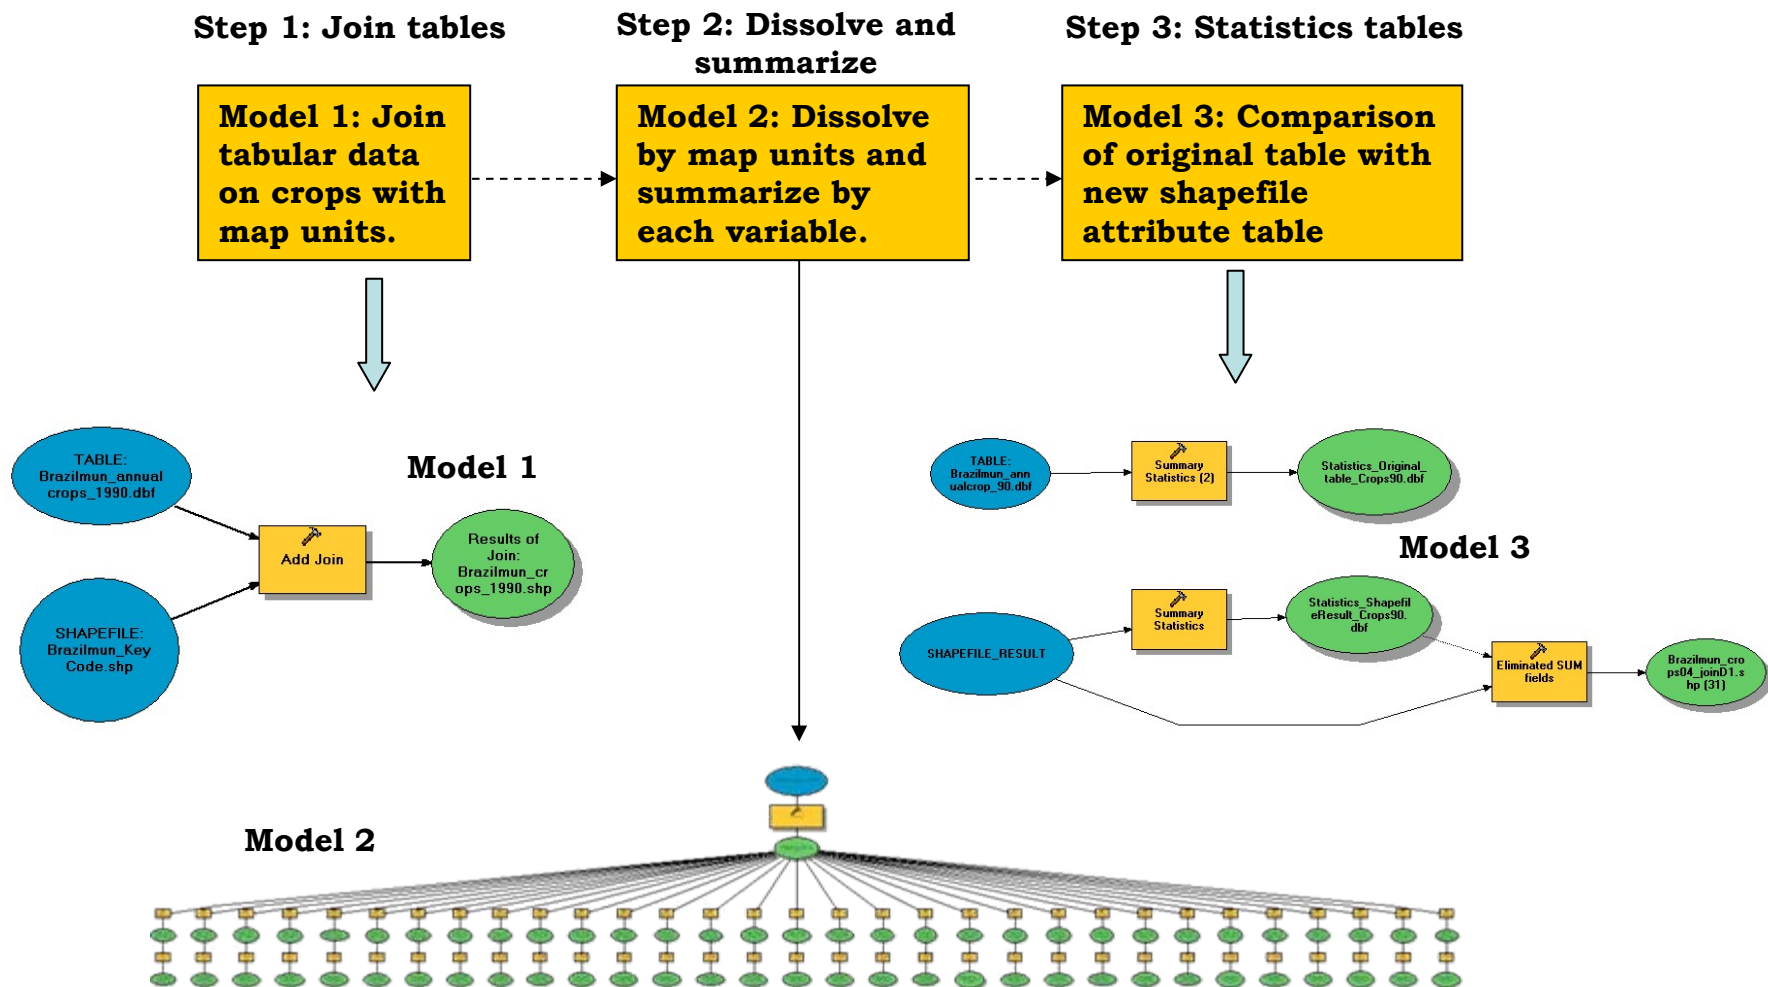 Step 1: Join tables
Step 2: Dissolve and
summarize
Step 3: Statistics tables
Model 1: Join
tabular data
on crops with
map units.
Model 2: Dissolve
by map units and
summarize by
each variable.
Model 3: Comparison
of original table with
new shapefile
attribute table
TABLE:
Brazilmun_annual
crops_1990.dbf
Model 1
Add Join
Results of
Join:
Brazilmun_cr
ops_1990.shp
SHAPEFILE:
Brazilmun_Key
Code.shp
TABLE:
Brazilmun_ann
ualcrop_90.dbf
Summary
Statistics (2)
Statistics_Original_
table_Crops90.dbf
Model 3
SHAPEFILE_RESULT
Summary
Statistics
Statistics_Shapefil
eResult_Crops90.
dbf
Eliminated SUM
fields
Brazilmun_cro
ps04_joinD1.s
hp (31)
Model 2